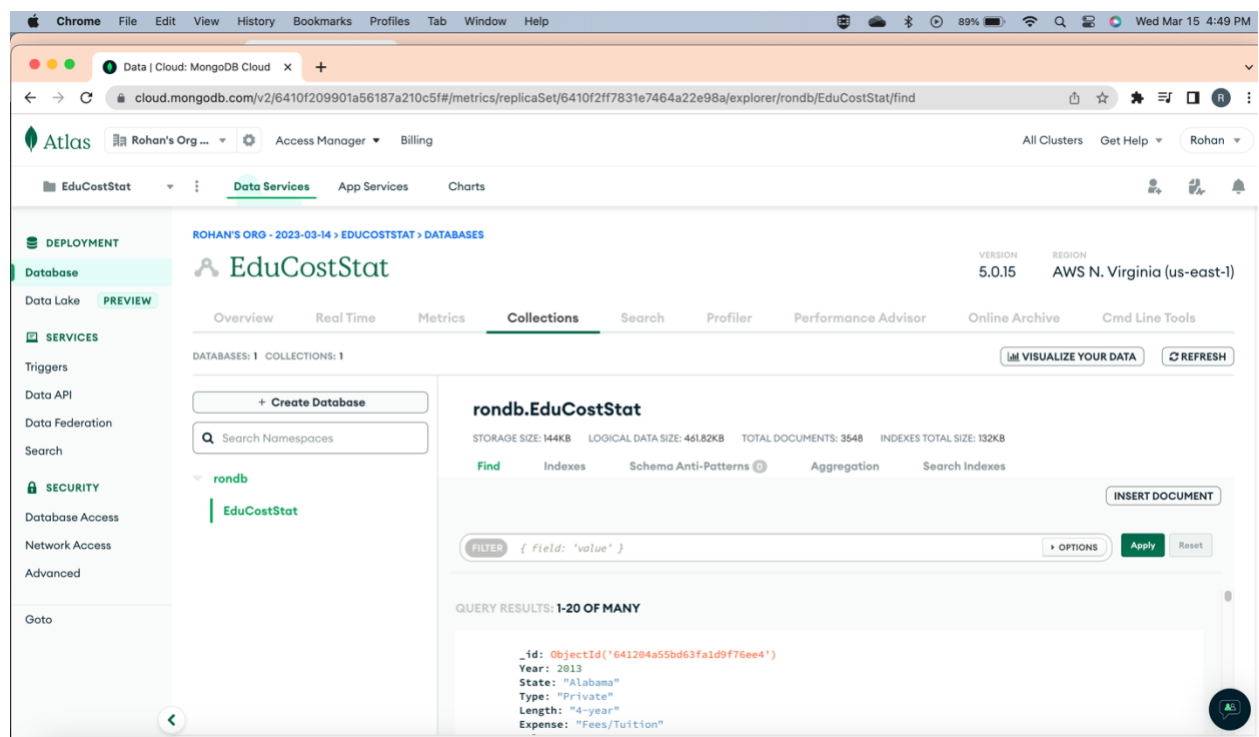 Chrome File Edit View History Bookmarks Profiles Tab Window Help 89% Wed Mar 15 4:49 PM
Data | Cloud: MongoDB Cloud
cloud.mongodb.com/v2/6410f209901a56187a210c5f#/metrics/replicaSet/6410f2ff7831e7464a22e98a/explorer/rondb/EduCostStat/find R
Atlas Rohan's Org ... Access Manager Billing All Clusters Get Help Rohan
EduCostStat Data Services App Services Charts
DEPLOYMENT
Database
Data Lake PREVIEW
SERVICES
Triggers
Data API
Data Federation
Search
SECURITY
Database Access
Network Access
Advanced
Goto
ROHAN'S ORG - 2023-03-14 > EDUCOSTSTAT > DATABASES
EduCostStat
VERSION
5.0.15
REGION
AWS N. Virginia (us-east-1)
Overview Real Time Metrics Collections Search Profiler Performance Advisor Online Archive Cmd Line Tools
DATABASES: 1 COLLECTIONS: 1
VISUALIZE YOUR DATA REFRESH
+ Create Database
Search Namespaces
rondb
EduCostStat
rondb.EduCostStat
STORAGE SIZE: 144KB LOGICAL DATA SIZE: 461.82KB TOTAL DOCUMENTS: 3548 INDEXES TOTAL SIZE: 132KB
Find Indexes Schema Anti-Patterns 0 Aggregation Search Indexes
INSERT DOCUMENT
FILTER { field: 'value' } OPTIONS Apply Reset
QUERY RESULTS: 1-20 OF MANY
_id: ObjectId('641204a55bd63fa1d9f76ee4')
Year: 2013
State: "Alabama"
Type: "Private"
Length: "4-year"
Expense: "Fees/Tuition"